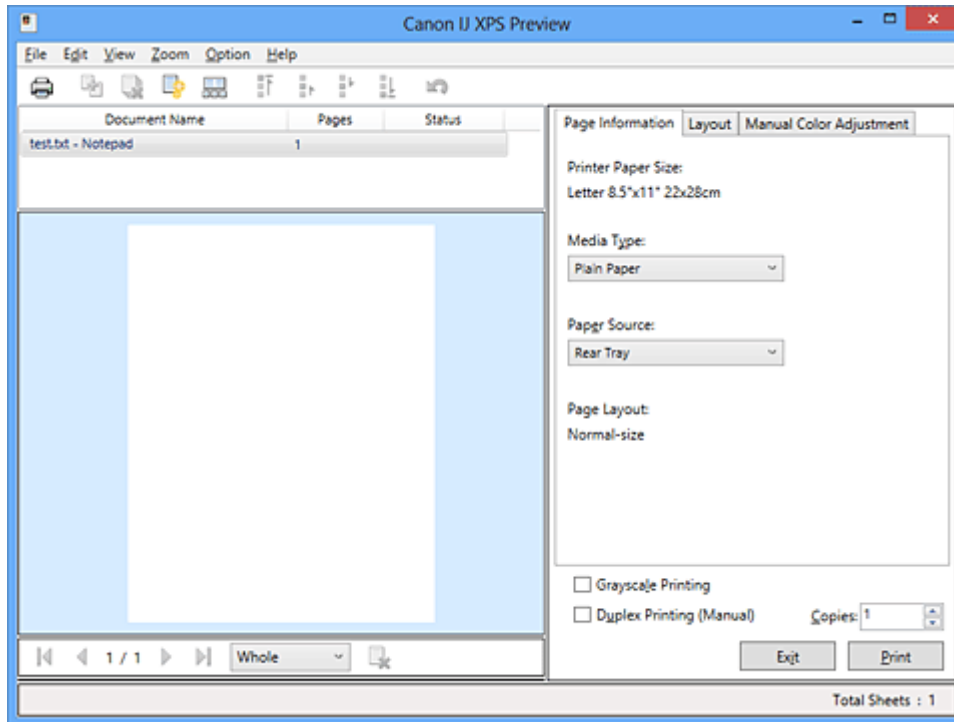 Canon IJ XPS Preview
File Edit View Zoom Option Help
Document Name Pages Status
test.txt - Notepad 1
Page Information Layout Manual Color Adjustment
Printer Paper Size:
Letter 8.5"x11" 22x28cm
Media Type:
Plain Paper
Paper Source:
Rear Tray
Page Layout:
Normal-size
Grayscale Printing
Duplex Printing (Manual) Copies: 1
1 / 1 Whole
Exit Print
Total Sheets : 1